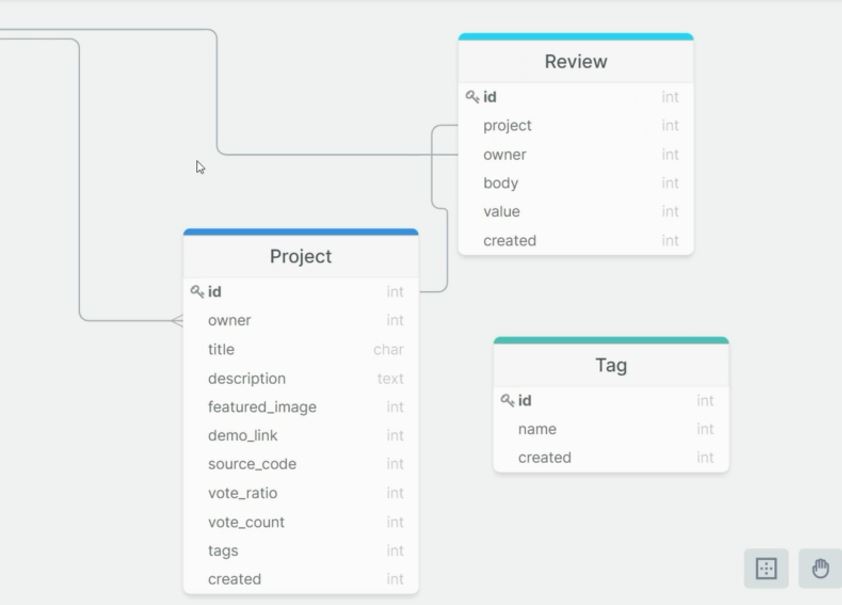 Review
id int
project int
owner int
body int
value int
created int
Project
id int
owner int
title char
description text
featured_image int
demo_link int
source_code int
vote_ratio int
vote_count int
tags int
created int
Tag
id int
name int
created int